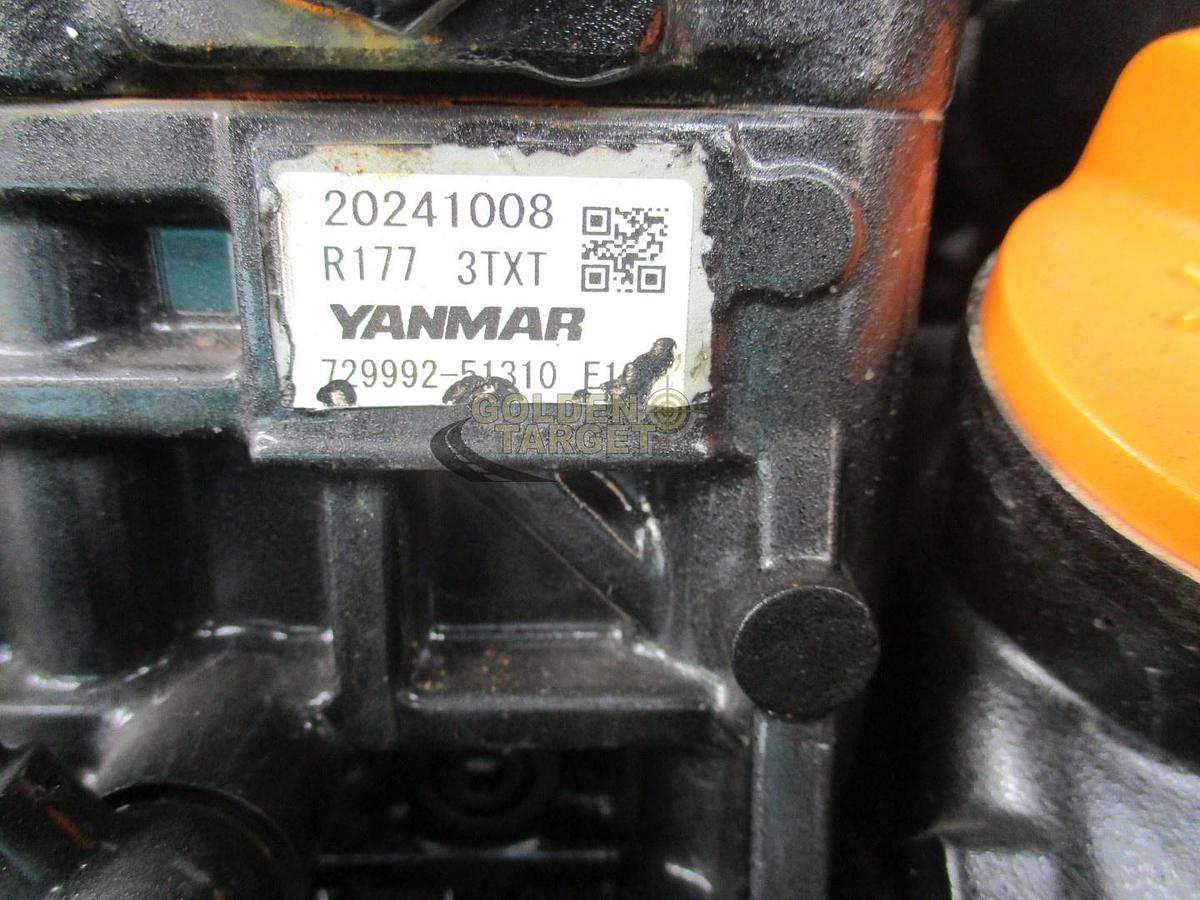 20241008
R177 3TXT
YANMAR
729992-51310
GOLDEN
TARGET